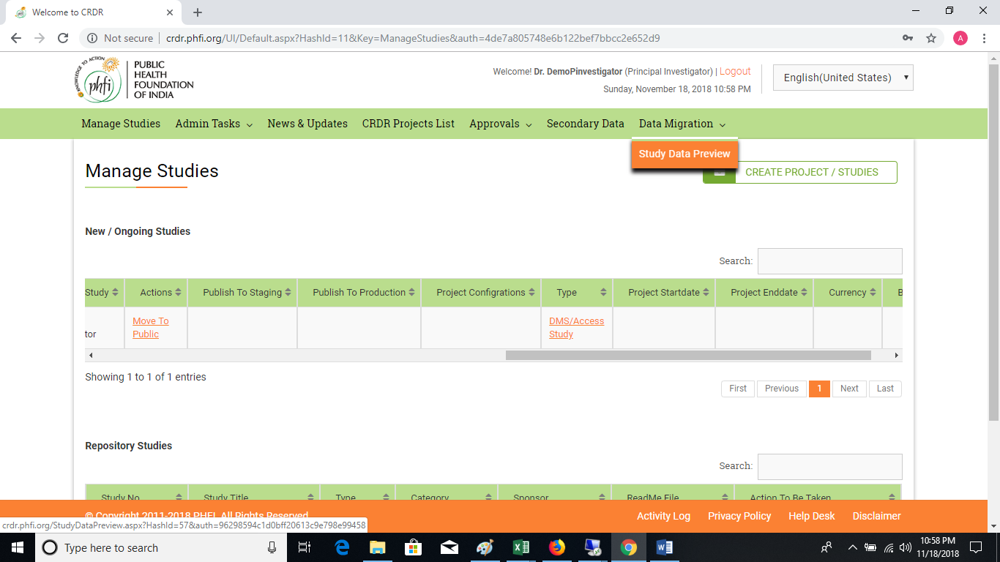 Welcome to CRDR
Not secure | crdr.phfi.org/UI/Default.aspx?HashId=11&Key=ManageStudies&auth=4de7a805748e6b122bef7bbcc2e652d9
A
KNOWLEDGE TO ACTION
phfi
PUBLIC
HEALTH
FOUNDATION
OF INDIA
Welcome! Dr. DemoPinvestigator (Principal Investigator) | Logout
Sunday, November 18, 2018 10:58 PM
English(United States)
Manage Studies Admin Tasks News & Updates CRDR Projects List Approvals Secondary Data Data Migration
Study Data Preview
Manage Studies
CREATE PROJECT / STUDIES
New / Ongoing Studies
Search:
Study Actions Publish To Staging Publish To Production Project Configrations Type Project Startdate Project Enddate Currency B
Move To DMS/Access
tor Public Study
Showing 1 to 1 of 1 entries
First Previous 1 Next Last
Repository Studies
Search:
Study No Study Title Type Category Sponsor ReadMe File Action To Be Taken
© Copyright 2011-2018 PHFI, All Rights Reserved
Activity Log Privacy Policy Help Desk Disclaimer
crdr.phfi.org/StudyDataPreview.aspx?HashId=57&auth=96298594c1d0bff20613c9e798e99458
Type here to search
10:58 PM
11/18/2018